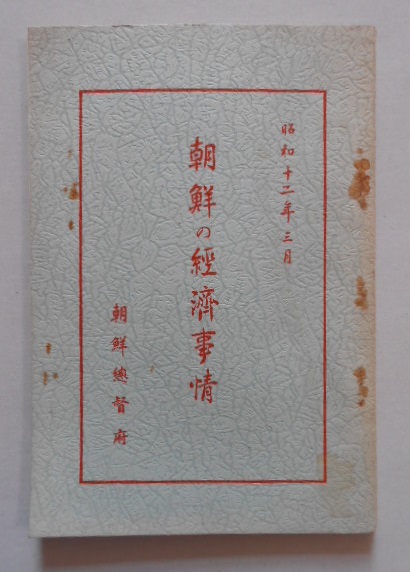 昭和十二年三月
朝鮮の經濟事情
朝鮮總督府